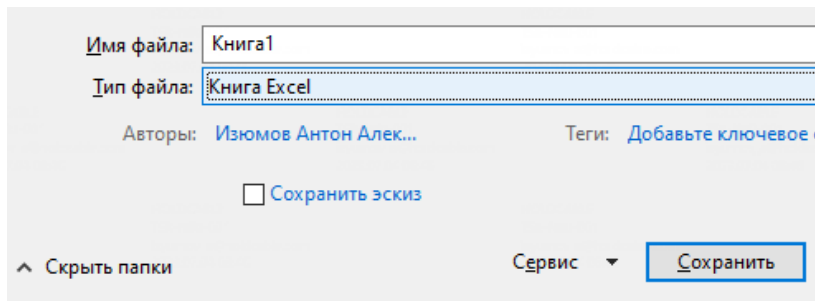 Имя файла: Книга1
Тип файла: Книга Excel
Авторы: Изюмов Антон Алек... Теги: Добавьте ключевое
Сохранить эскиз
Скрыть папки Сервис Сохранить